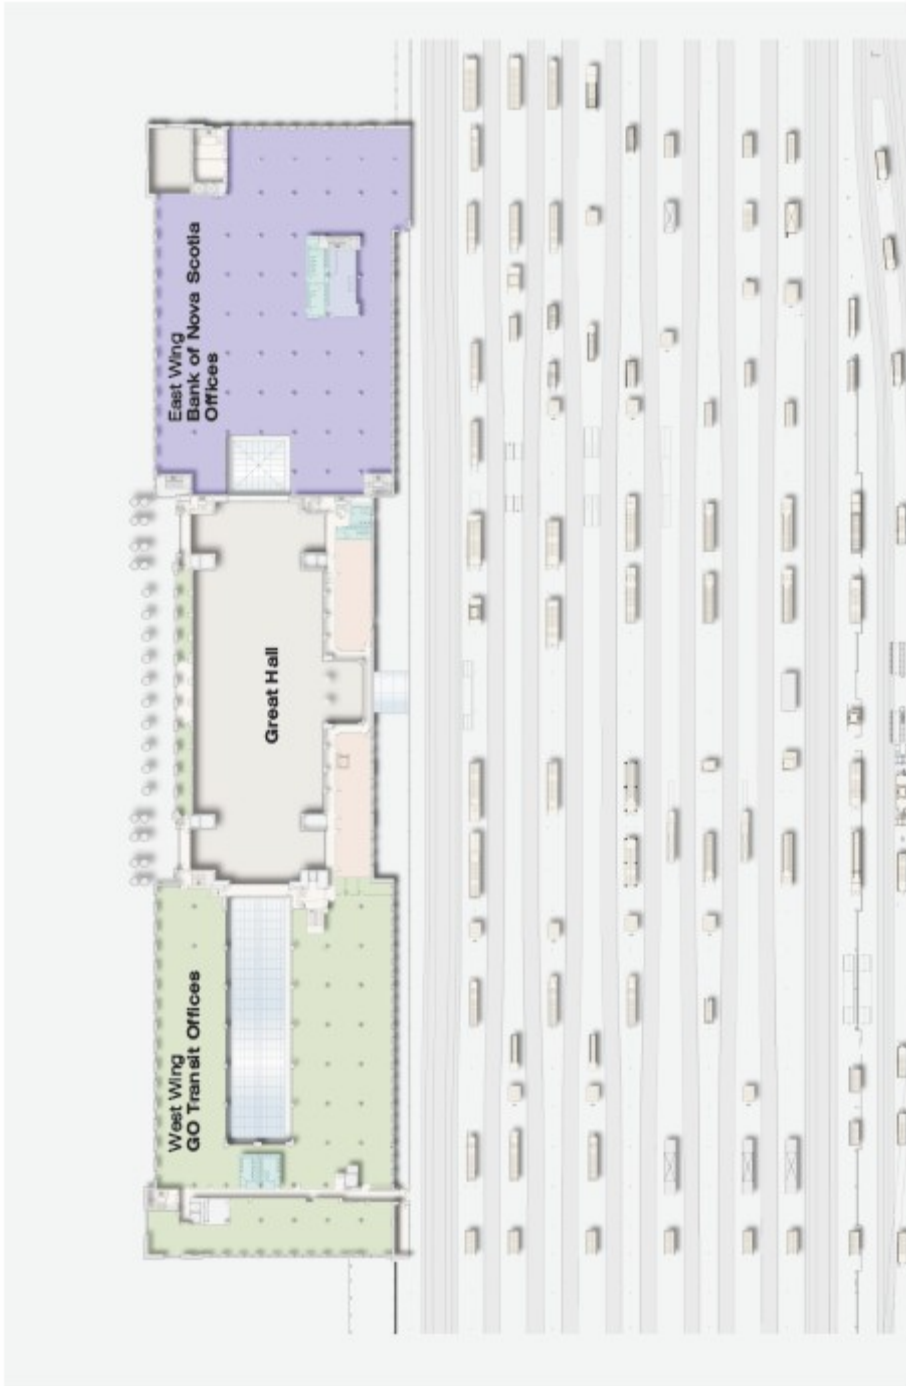 East Wing
Bank of Nova Scotia
Offices
Great Hall
West Wing
GO Transit Offices